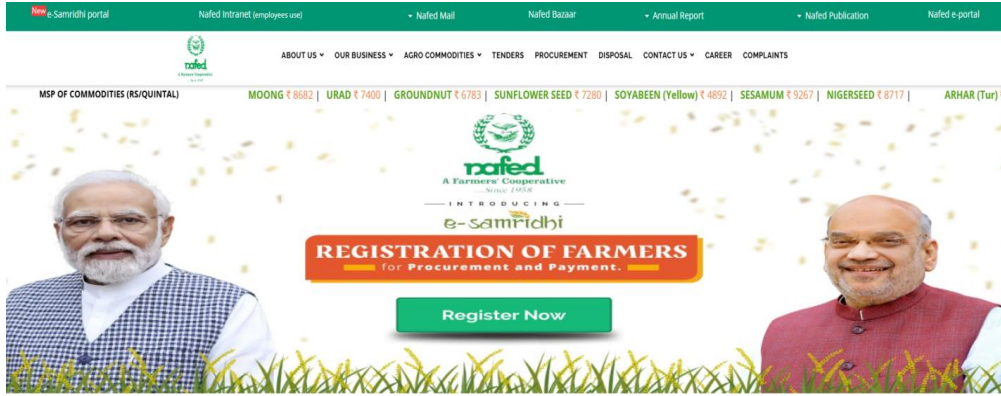 New e-Samridhi portal Nafed Intranet (employees use) Nafed Mail Nafed Bazaar Annual Report Nafed Publication Nafed e-portal
nafed
ABOUT US OUR BUSINESS AGRO COMMODITIES TENDERS PROCUREMENT DISPOSAL CONTACT US CAREER COMPLAINTS
MSP OF COMMODITIES (RS/QUINTAL) MOONG ₹ 8682 | URAD ₹ 7400 | GROUNDNUT ₹ 6783 | SUNFLOWER SEED ₹ 7280 | SOYABEEN (Yellow) ₹ 4892 | SESAMUM ₹ 9267 | NIGERSEED ₹ 8717 | ARHAR (Tur)
nafed
A Farmers' Cooperative
...Since 1958
INTRODUCING
e-samridhi
REGISTRATION OF FARMERS
for Procurement and Payment.
Register Now